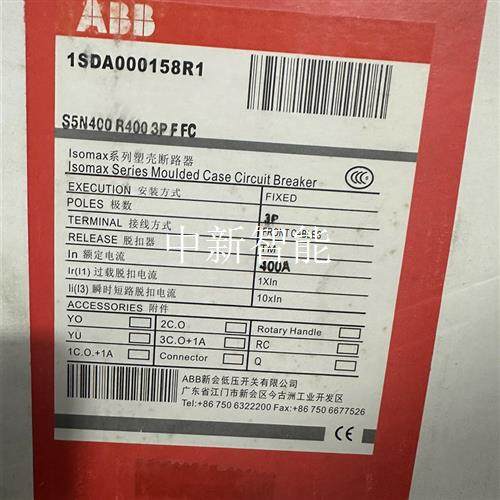 ABB
1SDA000158R1
S5N400 R400 3P F FC
Isomax系列塑壳断路器
Isomax Series Moulded Case Circuit Breaker
CCC
EXECUTION 安装方式 FIXED
POLES 极数 3P
TERMINAL 接线方式 FRONT CABLES
RELEASE 脱扣器 TM
In 额定电流 400A
Ir(I1) 过载脱扣电流 1XIn
Ii(I3) 瞬时短路脱扣电流 10xIn
ACCESSORIES 附件
YO 2C.O Rotary Handle
YU 3C.O+1A RC
1C.O.+1A Connector Q
ABB新会低压开关有限公司
广东省江门市新会区今古洲工业开发区
Tel:+86 750 6322200 Fax:+86 750 6677526
CE
中新智能